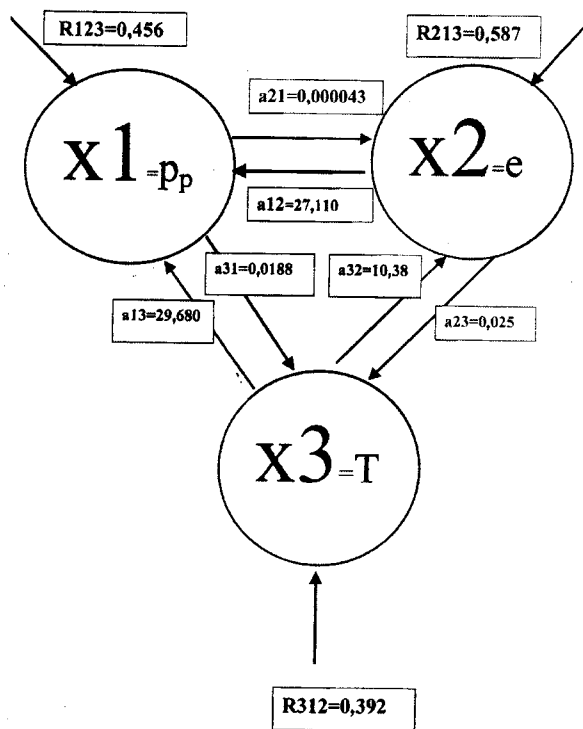 R123=0,456
R213=0,587
a21=0,000043
x1=pp
x2=e
a12=27,110
a31=0,0188
a32=10,38
a13=29,680
a23=0,025
x3=T
R312=0,392